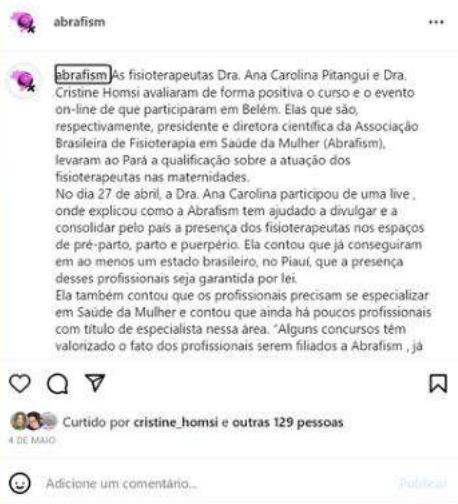 abrafism
abrafism As fisioterapeutas Dra. Ana Carolina Pitangui e Dra.
Cristine Homsi avaliaram de forma positiva o curso e o evento
on-line de que participaram em Belém. Elas que são,
respectivamente, presidente e diretora científica da Associação
Brasileira de Fisioterapia em Saúde da Mulher (Abrafism),
levaram ao Pará a qualificação sobre a atuação dos
fisioterapeutas nas maternidades.
No dia 27 de abril, a Dra. Ana Carolina participou de uma live ,
onde explicou como a Abrafism tem ajudado a divulgar e a
consolidar pelo país a presença dos fisioterapeutas nos espaços
de pré-parto, parto e puerpério. Ela contou que já conseguiram
em ao menos um estado brasileiro, no Piauí, que a presença
desses profissionais seja garantida por lei.
Ela também contou que os profissionais precisam se especializar
em Saúde da Mulher e contou que ainda há poucos profissionais
com título de especialista nessa área. "Alguns concursos têm
valorizado o fato dos profissionais serem filiados a Abrafism , já
Curtido por cristine_homsi e outras 129 pessoas
4 DE MAIO
Adicione um comentário... Publicar